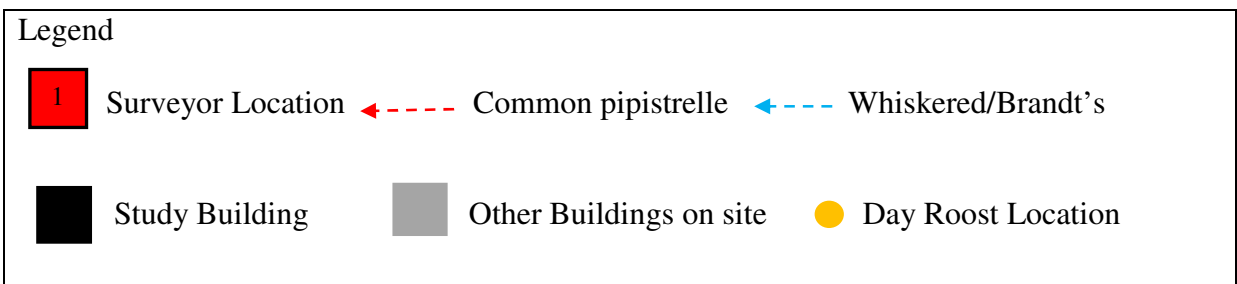 Legend
1 Surveyor Location Common pipistrelle Whiskered/Brandt’s
Study Building Other Buildings on site Day Roost Location